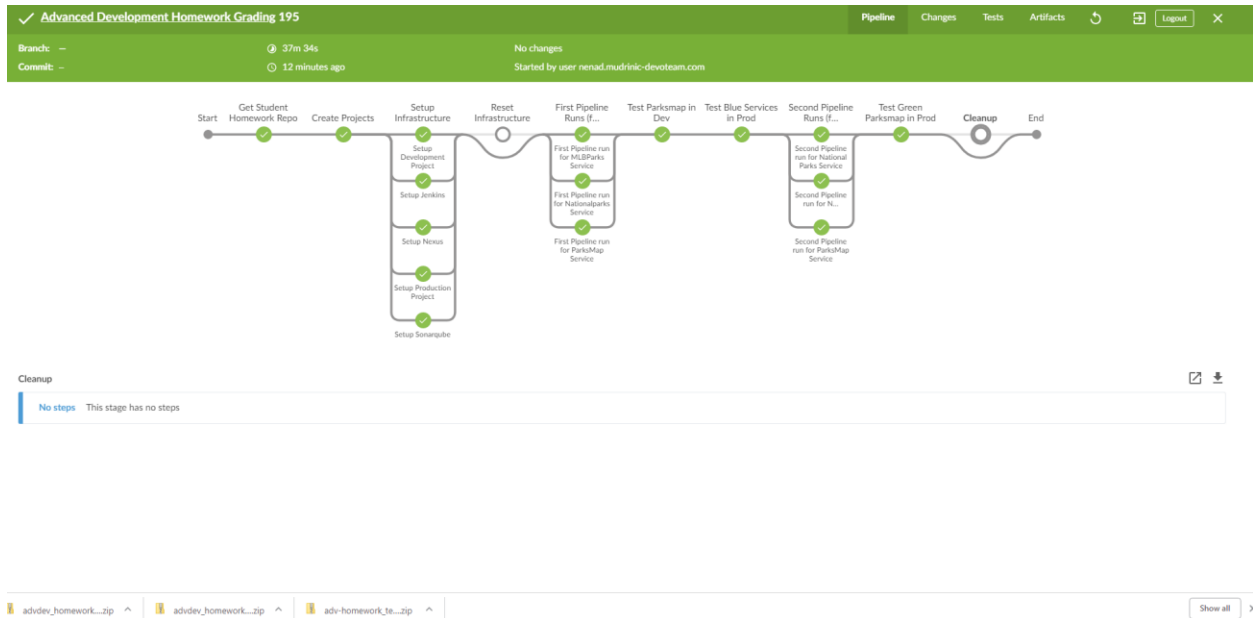 Advanced Development Homework Grading 195
Pipeline
Changes
Tests
Artifacts
Logout
Branch: —
37m 34s
No changes
Commit: –
12 minutes ago
Started by user nenad.mudrinic-devoteam.com
Start
Get Student
Homework Repo
Create Projects
Setup
Infrastructure
Reset
Infrastructure
First Pipeline
Runs (f...
Test Parksmap in
Dev
Test Blue Services
in Prod
Second Pipeline
Runs (f...
Test Green
Parksmap in Prod
Cleanup
End
Setup
Development
Project
Setup Jenkins
Setup Nexus
Setup Production
Project
Setup Sonarqube
First Pipeline run
for MLBParks
Service
First Pipeline run
for Nationalparks
Service
First Pipeline run
for ParksMap
Service
Second Pipeline
run for National
Parks Service
Second Pipeline
run for N...
Second Pipeline
run for ParksMap
Service
Cleanup
No steps This stage has no steps
advdev_homework....zip
advdev_homework....zip
adv-homework_te....zip
Show all